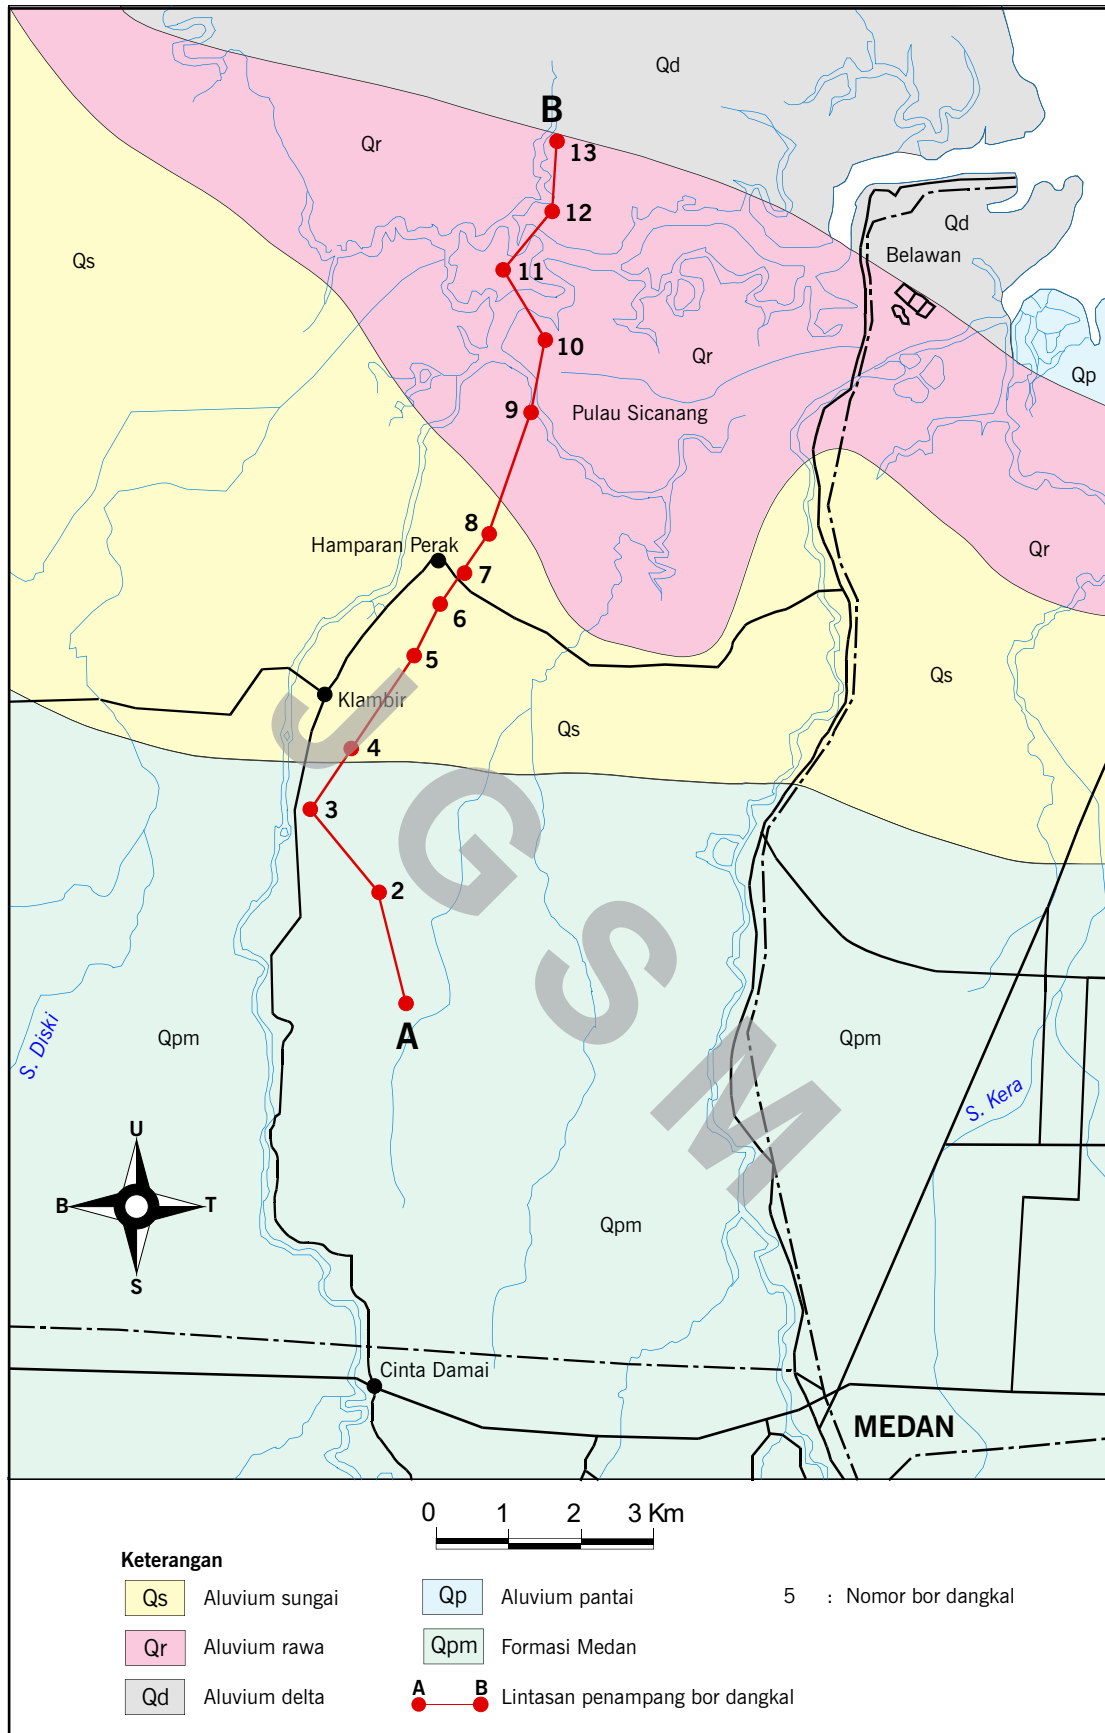 Qd
B
13
Qr
12
Qd
Qs
Belawan
11
10
Qr
Qp
9
Pulau Sicanang
8
Hamparan Perak
Qr
7
6
5
Qs
Klambir
Qs
4
3
2
A
S. Diski
Qpm
Qpm
S. Kera
U
B
T
S
Qpm
Cinta Damai
MEDAN
JGSM
0 1 2 3 Km
Keterangan
Qs Aluvium sungai
Qp Aluvium pantai
5 : Nomor bor dangkal
Qr Aluvium rawa
Qpm Formasi Medan
Qd Aluvium delta
A B Lintasan penampang bor dangkal